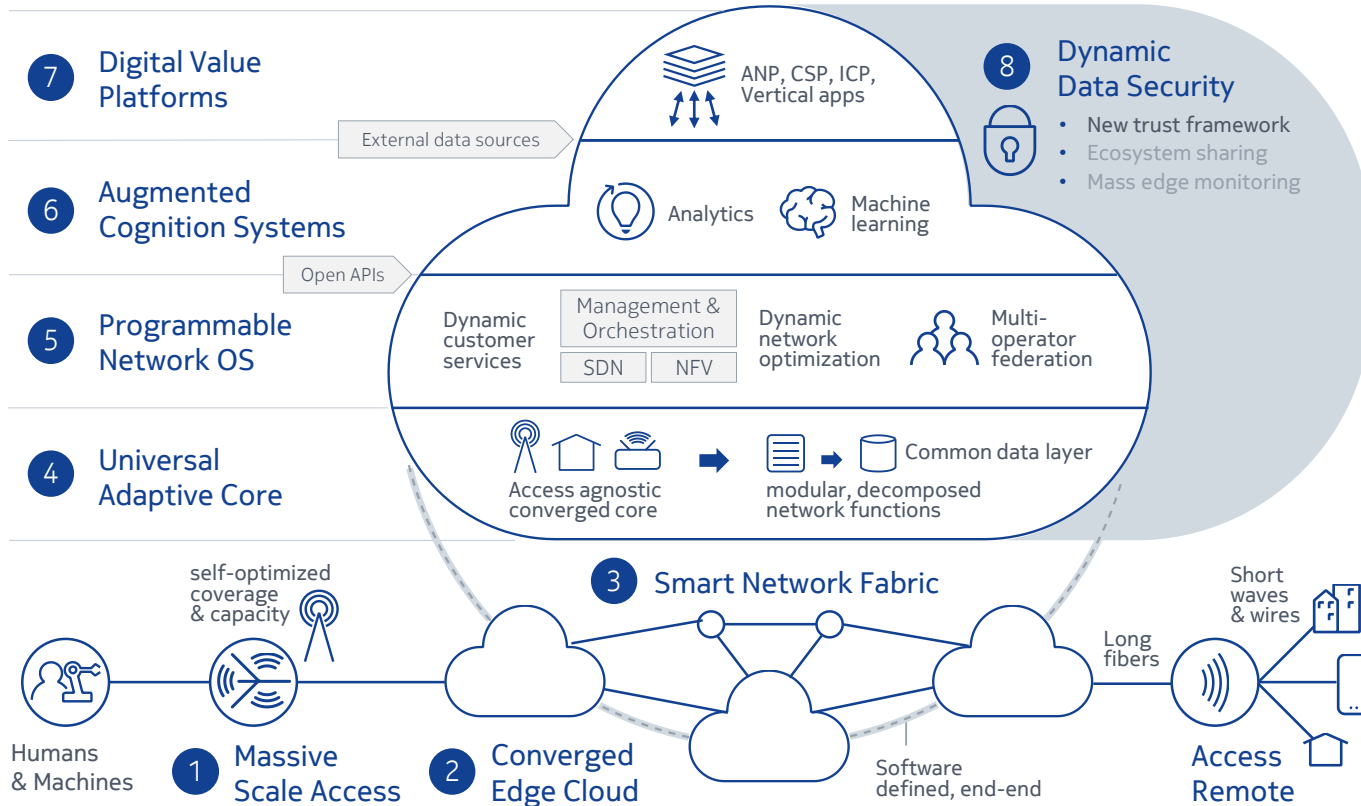 7
Digital Value
Platforms
ANP, CSP, ICP,
Vertical apps
8
Dynamic
Data Security
• New trust framework
• Ecosystem sharing
• Mass edge monitoring
External data sources
6
Augmented
Cognition Systems
Analytics
Machine
learning
Open APIs
5
Programmable
Network OS
Dynamic
customer
services
Management &
Orchestration
SDN
NFV
Dynamic
network
optimization
Multi-
operator
federation
4
Universal
Adaptive Core
Access agnostic
converged core
Common data layer
modular, decomposed
network functions
self-optimized
coverage
& capacity
3
Smart Network Fabric
Short
waves
& wires
Long
fibers
Humans
& Machines
1
Massive
Scale Access
2
Converged
Edge Cloud
Software
defined, end-end
Access
Remote